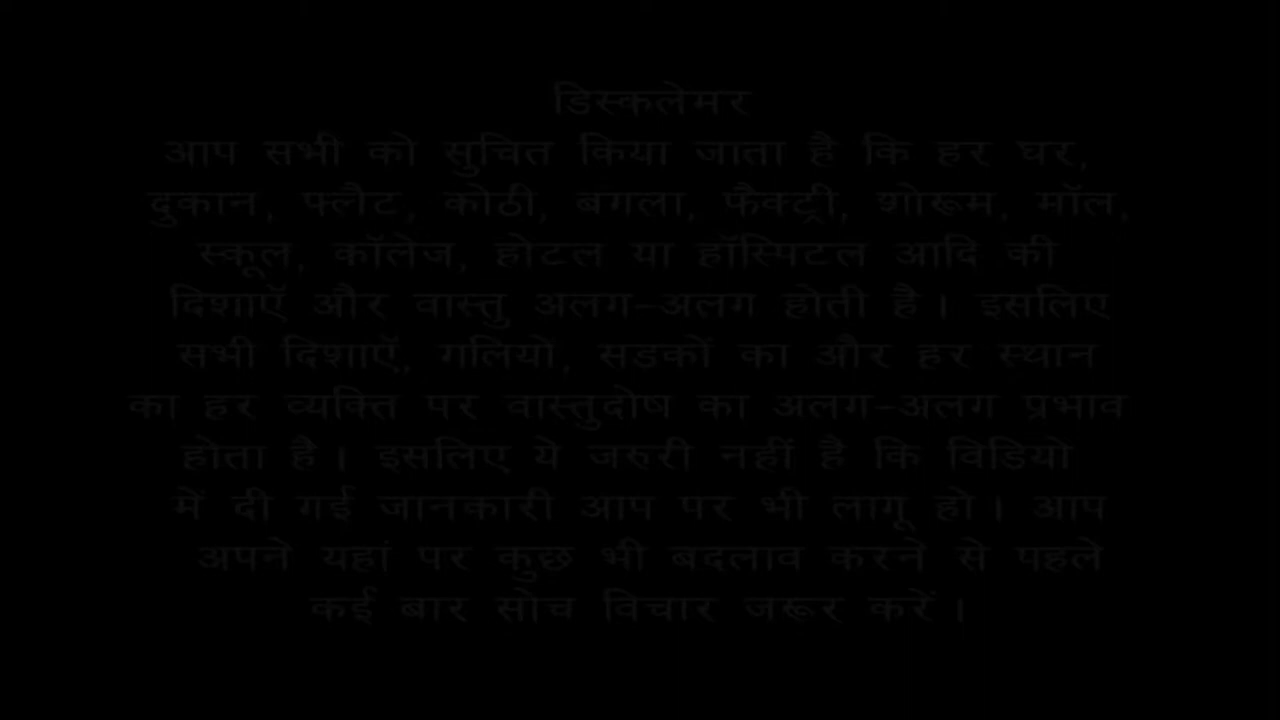 डिस्कलेमर
आप सभी को सुचित किया जाता है कि हर घर,
दुकान, फ्लैट, कोठी, बंगला, फैक्ट्री, शोरूम, मॉल,
स्कूल, कॉलेज, होटल या हॉस्पिटल आदि की
दिशाएँ और वास्तु अलग-अलग होती है। इसलिए
सभी दिशाएँ, गलियो, सड़कों का और हर स्थान
का हर व्यक्ति पर वास्तुदोष का अलग-अलग प्रभाव
होता है। इसलिए ये जरुरी नहीं है कि विडियो
में दी गई जानकारी आप पर भी लागू हो। आप
अपने यहां पर कुछ भी बदलाव करने से पहले
कई बार सोच विचार जरूर करें।